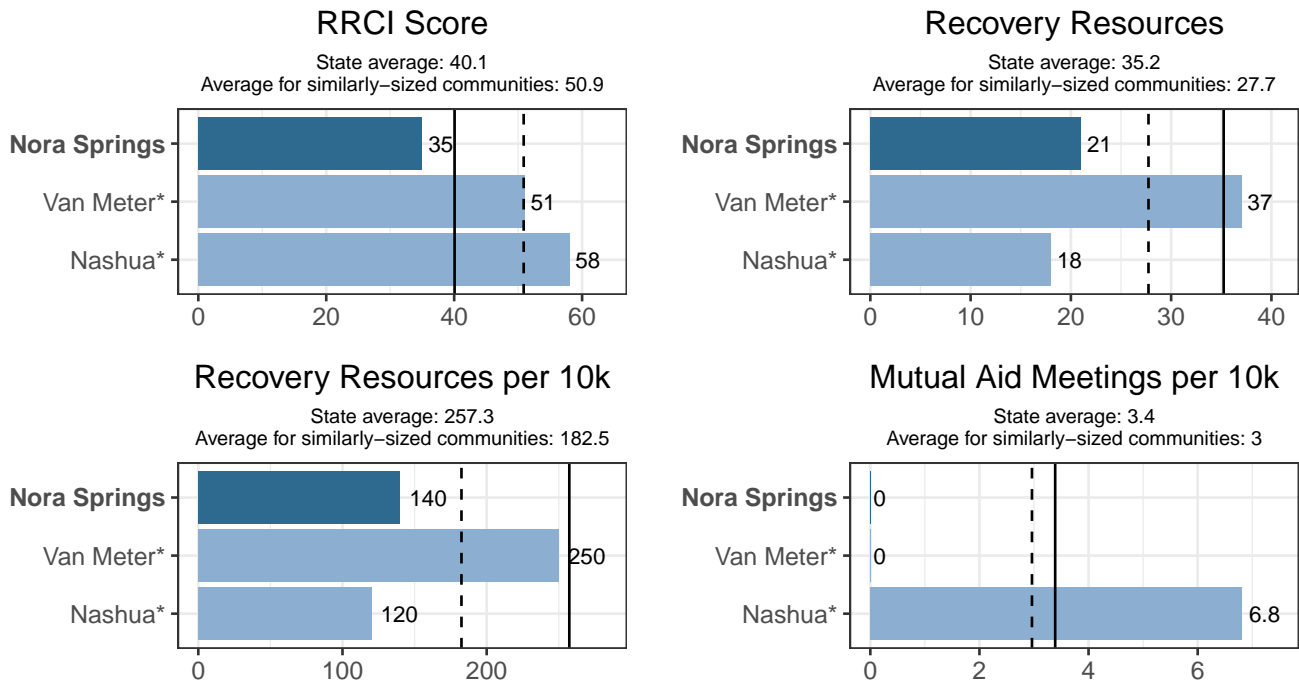 RRCI Score
State average: 40.1
Average for similarly−sized communities: 50.9
Nora Springs
35
Van Meter*
51
Nashua*
58
0 20 40 60
Recovery Resources
State average: 35.2
Average for similarly−sized communities: 27.7
Nora Springs
21
Van Meter*
37
Nashua*
18
0 10 20 30 40
Recovery Resources per 10k
State average: 257.3
Average for similarly−sized communities: 182.5
Nora Springs
140
Van Meter*
250
Nashua*
120
0 100 200
Mutual Aid Meetings per 10k
State average: 3.4
Average for similarly−sized communities: 3
Nora Springs
0
Van Meter*
0
Nashua*
6.8
0 2 4 6